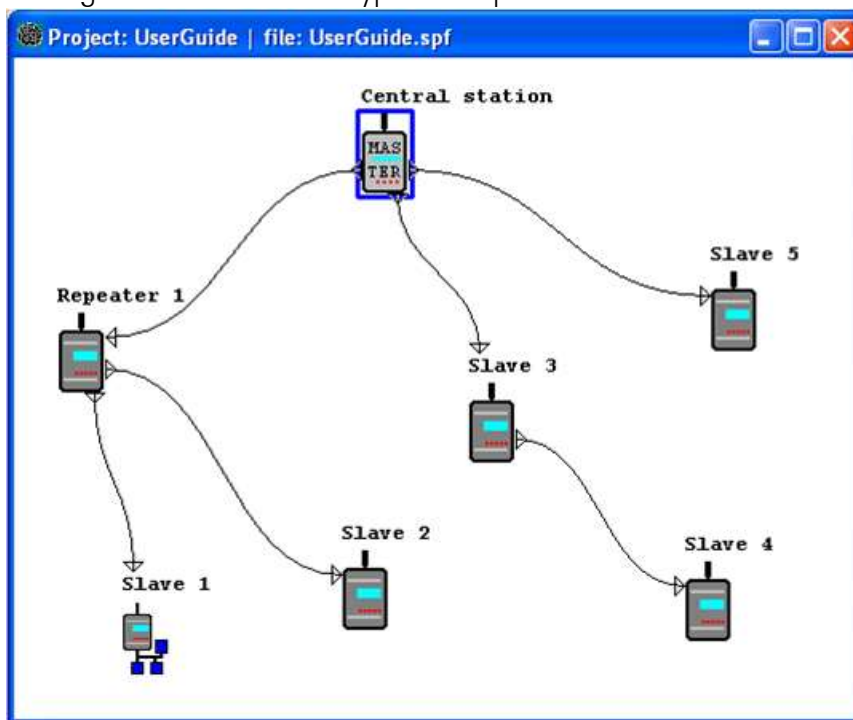 Project: UserGuide | file: UserGuide.spf
Central station
MAS
TER
Slave 5
Repeater 1
Slave 3
Slave 2
Slave 4
Slave 1